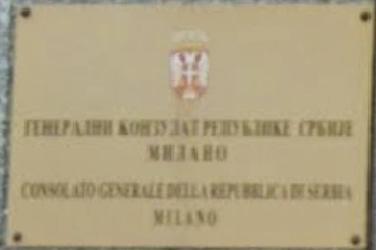 ГЕНЕРАЛНИ КОНЗУЛАТ РЕПУБЛИКЕ СРБИЈЕ
МИЛАНО
CONSOLATO GENERALE DELLA REPUBBLICA DI SERBIA
MILANO